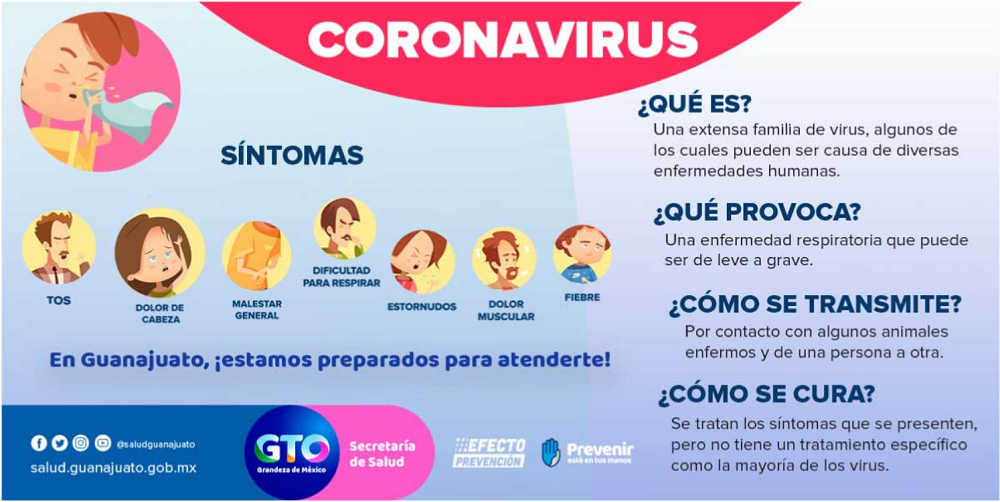 CORONAVIRUS
SÍNTOMAS
TOS
DOLOR DE
CABEZA
MALESTAR
GENERAL
DIFICULTAD
PARA RESPIRAR
ESTORNUDOS
DOLOR
MUSCULAR
FIEBRE
En Guanajuato, ¡estamos preparados para atenderte!
¿QUÉ ES?
Una extensa familia de virus, algunos de
los cuales pueden ser causa de diversas
enfermedades humanas.
¿QUÉ PROVOCA?
Una enfermedad respiratoria que puede
ser de leve a grave.
¿CÓMO SE TRANSMITE?
Por contacto con algunos animales
enfermos y de una persona a otra.
¿CÓMO SE CURA?
Se tratan los síntomas que se presenten,
pero no tiene un tratamiento específico
como la mayoría de los virus.
@saludguanajuato
salud.guanajuato.gob.mx
GTO
Grandeza de México
Secretaría
de Salud
EFECTO
PREVENCIÓN
Prevenir
está en tus manos